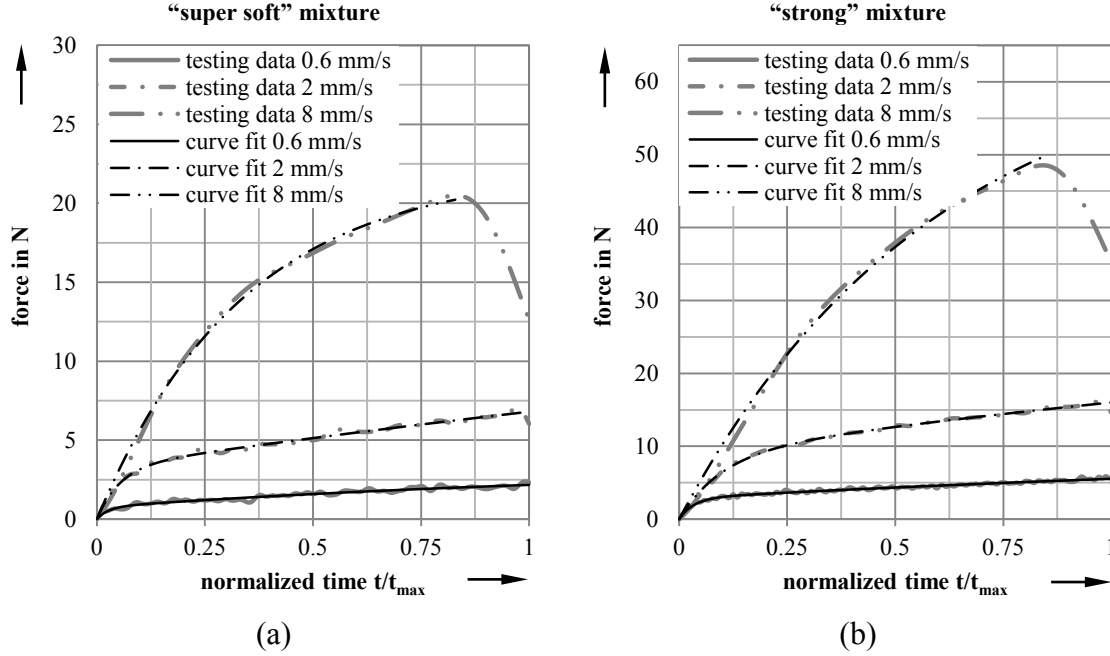 “super soft” mixture
30
25
20
15
10
5
0
force in N
testing data 0.6 mm/s
testing data 2 mm/s
testing data 8 mm/s
curve fit 0.6 mm/s
curve fit 2 mm/s
curve fit 8 mm/s
0 0.25 0.5 0.75 1
normalized time t/tmax
(a)
“strong” mixture
60
50
40
30
20
10
0
force in N
testing data 0.6 mm/s
testing data 2 mm/s
testing data 8 mm/s
curve fit 0.6 mm/s
curve fit 2 mm/s
curve fit 8 mm/s
0 0.25 0.5 0.75 1
normalized time t/tmax
(b)